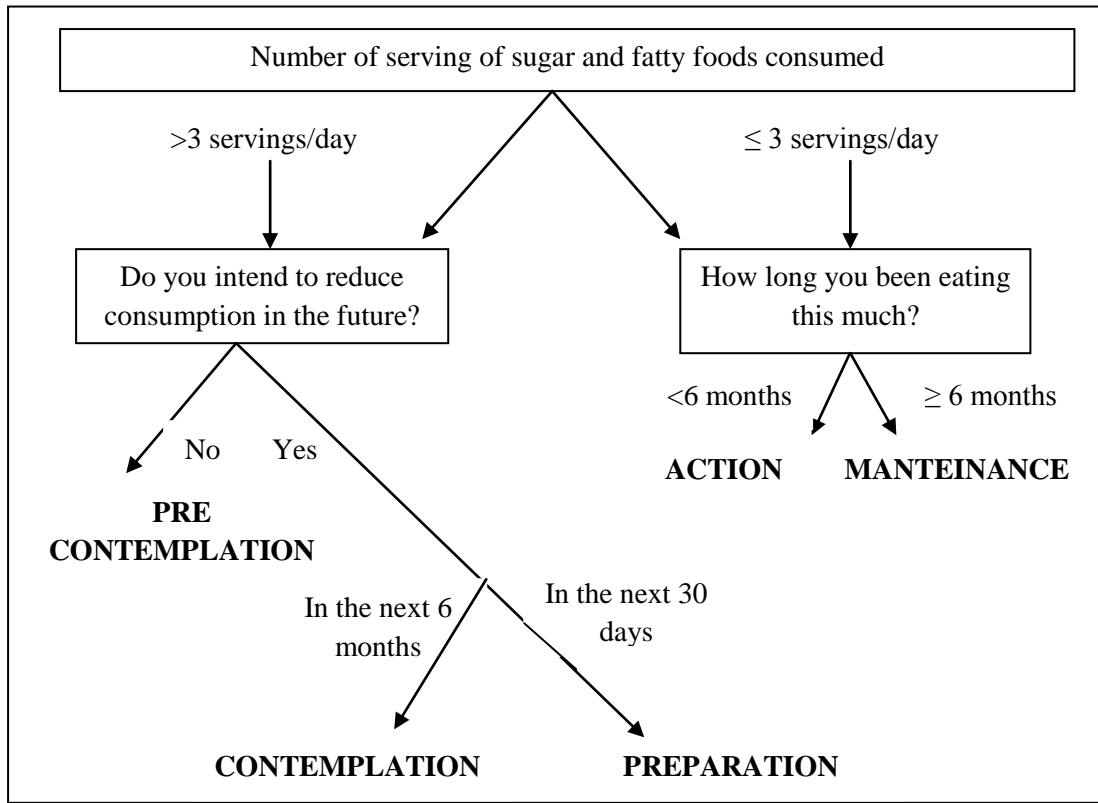 Number of serving of sugar and fatty foods consumed
>3 servings/day
≤ 3 servings/day
Do you intend to reduce
consumption in the future?
How long you been eating
this much?
<6 months
≥ 6 months
No
Yes
ACTION
MANTEINANCE
PRE
CONTEMPLATION
In the next 6
months
In the next 30
days
CONTEMPLATION
PREPARATION